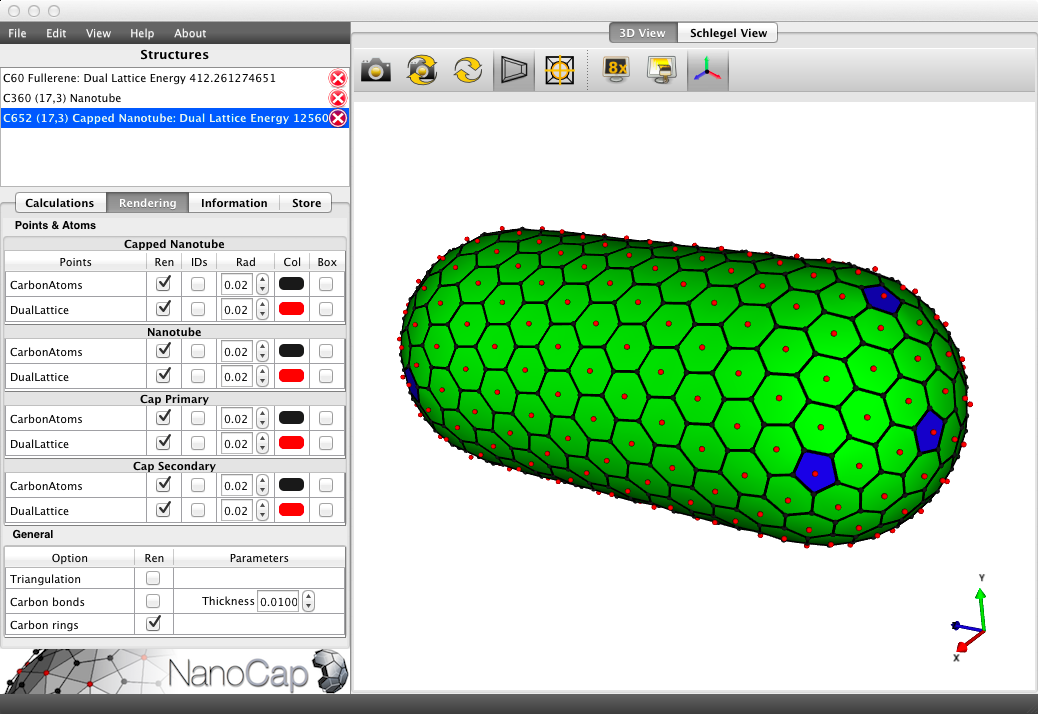 File Edit View Help About
Structures
C60 Fullerene: Dual Lattice Energy 412.261274651
C360 (17,3) Nanotube
C652 (17,3) Capped Nanotube: Dual Lattice Energy 12560
Calculations Rendering Information Store
Points & Atoms
Capped Nanotube
Points Ren IDs Rad Col Box
CarbonAtoms 0.02
DualLattice 0.02
Nanotube
CarbonAtoms 0.02
DualLattice 0.02
Cap Primary
CarbonAtoms 0.02
DualLattice 0.02
Cap Secondary
CarbonAtoms 0.02
DualLattice 0.02
General
Option Ren Parameters
Triangulation
Carbon bonds Thickness 0.0100
Carbon rings
NanoCap
3D View Schlegel View
8x
Y
X